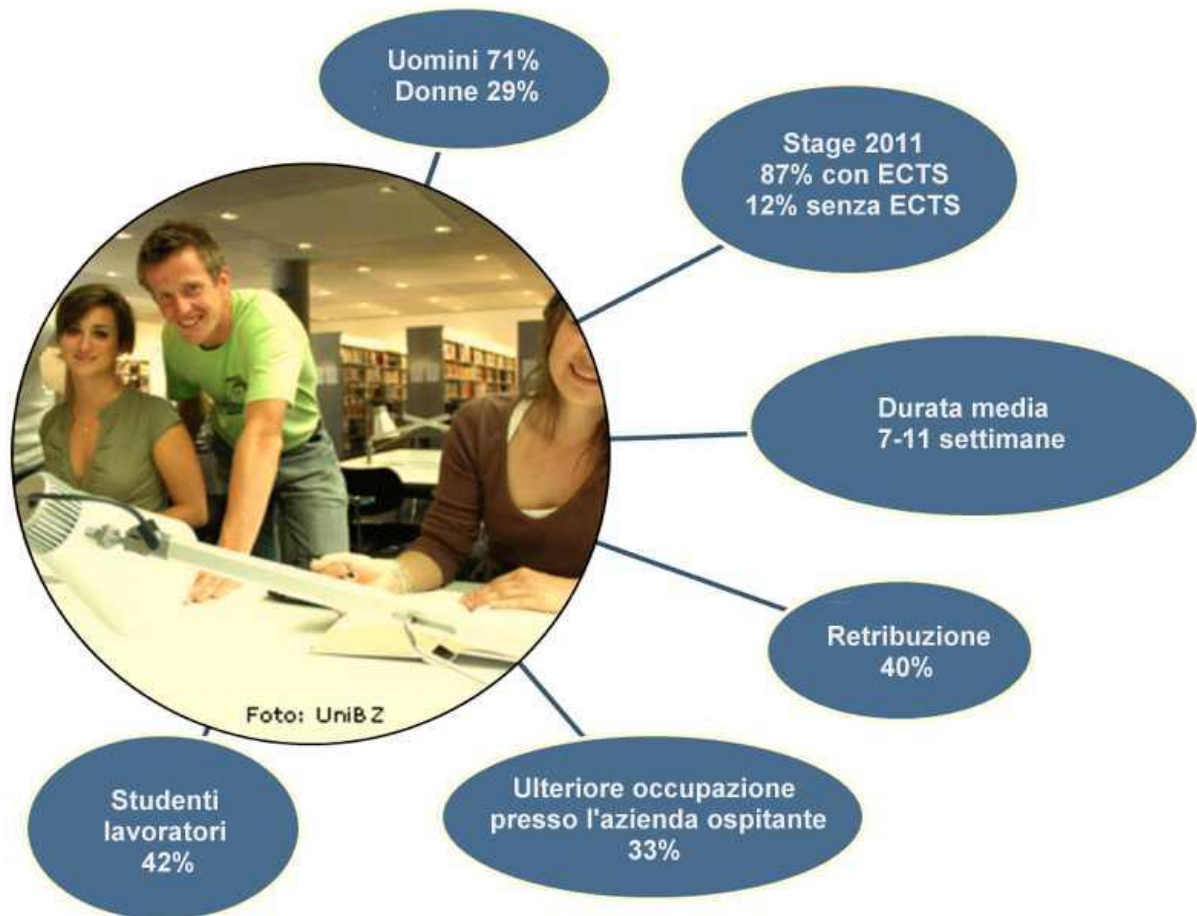 Uomini 71%
Donne 29%
Stage 2011
87% con ECTS
12% senza ECTS
Durata media
7-11 settimane
Retribuzione
40%
Ulteriore occupazione
presso l'azienda ospitante
33%
Studenti
lavoratori
42%
Foto: UniBZ